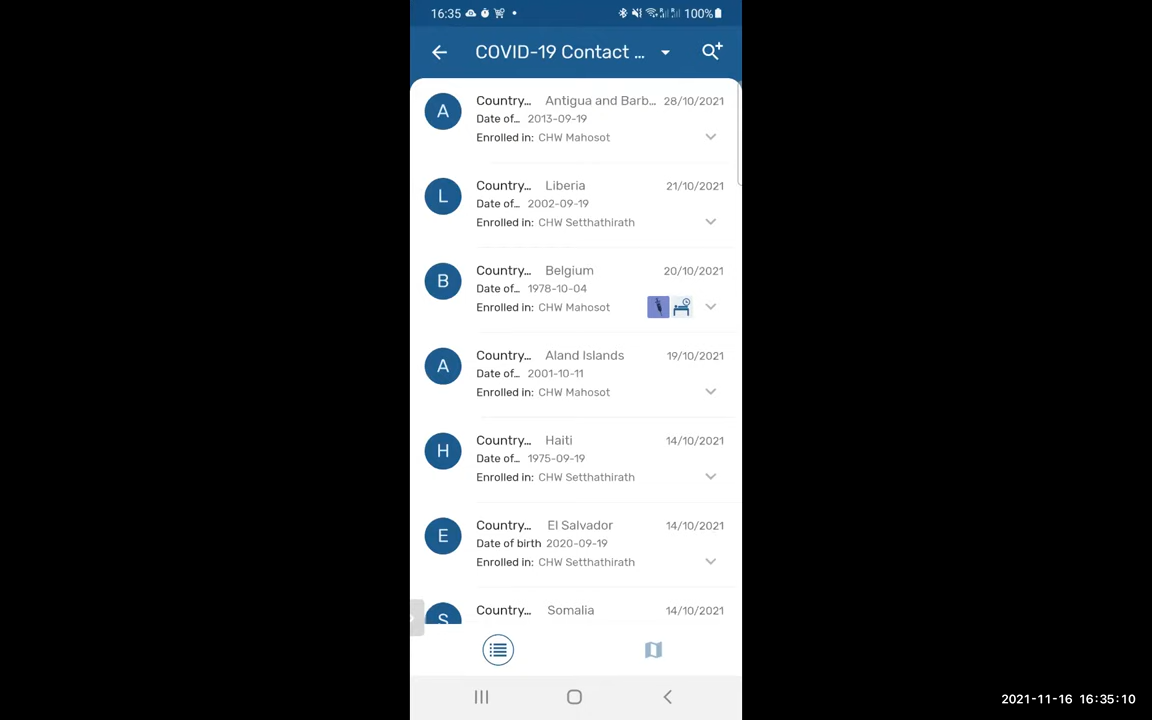 16:35 100%
COVID-19 Contact ...
A Country... Antigua and Barb... 28/10/2021
Date of... 2013-09-19
Enrolled in: CHW Mahosot
L Country... Liberia 21/10/2021
Date of... 2002-09-19
Enrolled in: CHW Setthathirath
B Country... Belgium 20/10/2021
Date of... 1978-10-04
Enrolled in: CHW Mahosot
A Country... Aland Islands 19/10/2021
Date of... 2001-10-11
Enrolled in: CHW Mahosot
H Country... Haiti 14/10/2021
Date of... 1975-09-19
Enrolled in: CHW Setthathirath
E Country... El Salvador 14/10/2021
Date of birth 2020-09-19
Enrolled in: CHW Setthathirath
S Country... Somalia 14/10/2021
2021-11-16 16:35:10